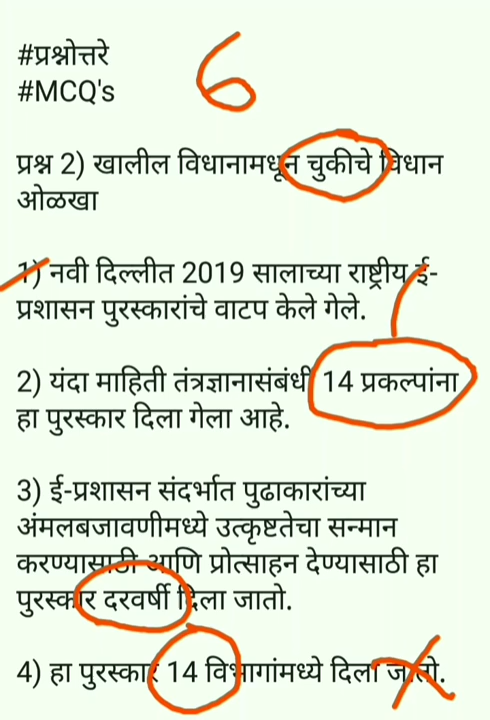 #प्रश्नोत्तरे
#MCQ's
6
प्रश्न 2) खालील विधानामधून चुकीचे विधान
ओळखा
1) नवी दिल्लीत 2019 सालाच्या राष्ट्रीय ई-
प्रशासन पुरस्कारांचे वाटप केले गेले.
2) यंदा माहिती तंत्रज्ञानासंबंधी 14 प्रकल्पांना
हा पुरस्कार दिला गेला आहे.
3) ई-प्रशासन संदर्भात पुढाकारांच्या
अंमलबजावणीमध्ये उत्कृष्टतेचा सन्मान
करण्यासाठी आणि प्रोत्साहन देण्यासाठी हा
पुरस्कार दरवर्षी दिला जातो.
4) हा पुरस्कार 14 विभागांमध्ये दिला जातो.